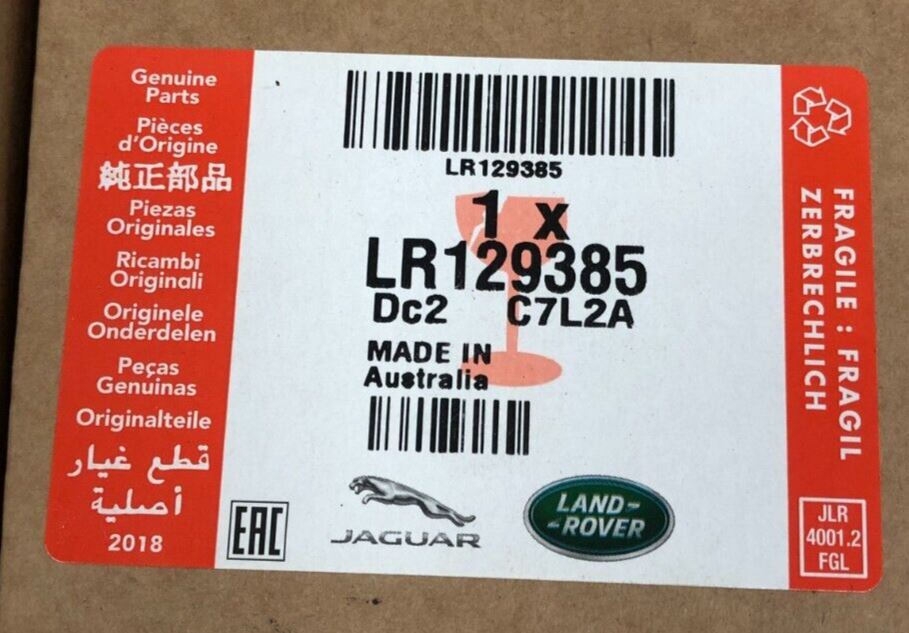 Genuine
Parts
Pièces
d'Origine
純正部品
Piezas
Originales
Ricambi
Originali
Originele
Onderdelen
Peças
Genuinas
Originalteile
قطع غيار
أصلية
2018
LR129385
1 x
LR129385
Dc2 C7L2A
MADE IN
Australia
EAC
JAGUAR
LAND-
-ROVER
FRAGILE : FRAGIL
ZERBRECHLICH
JLR
4001.2
FGL